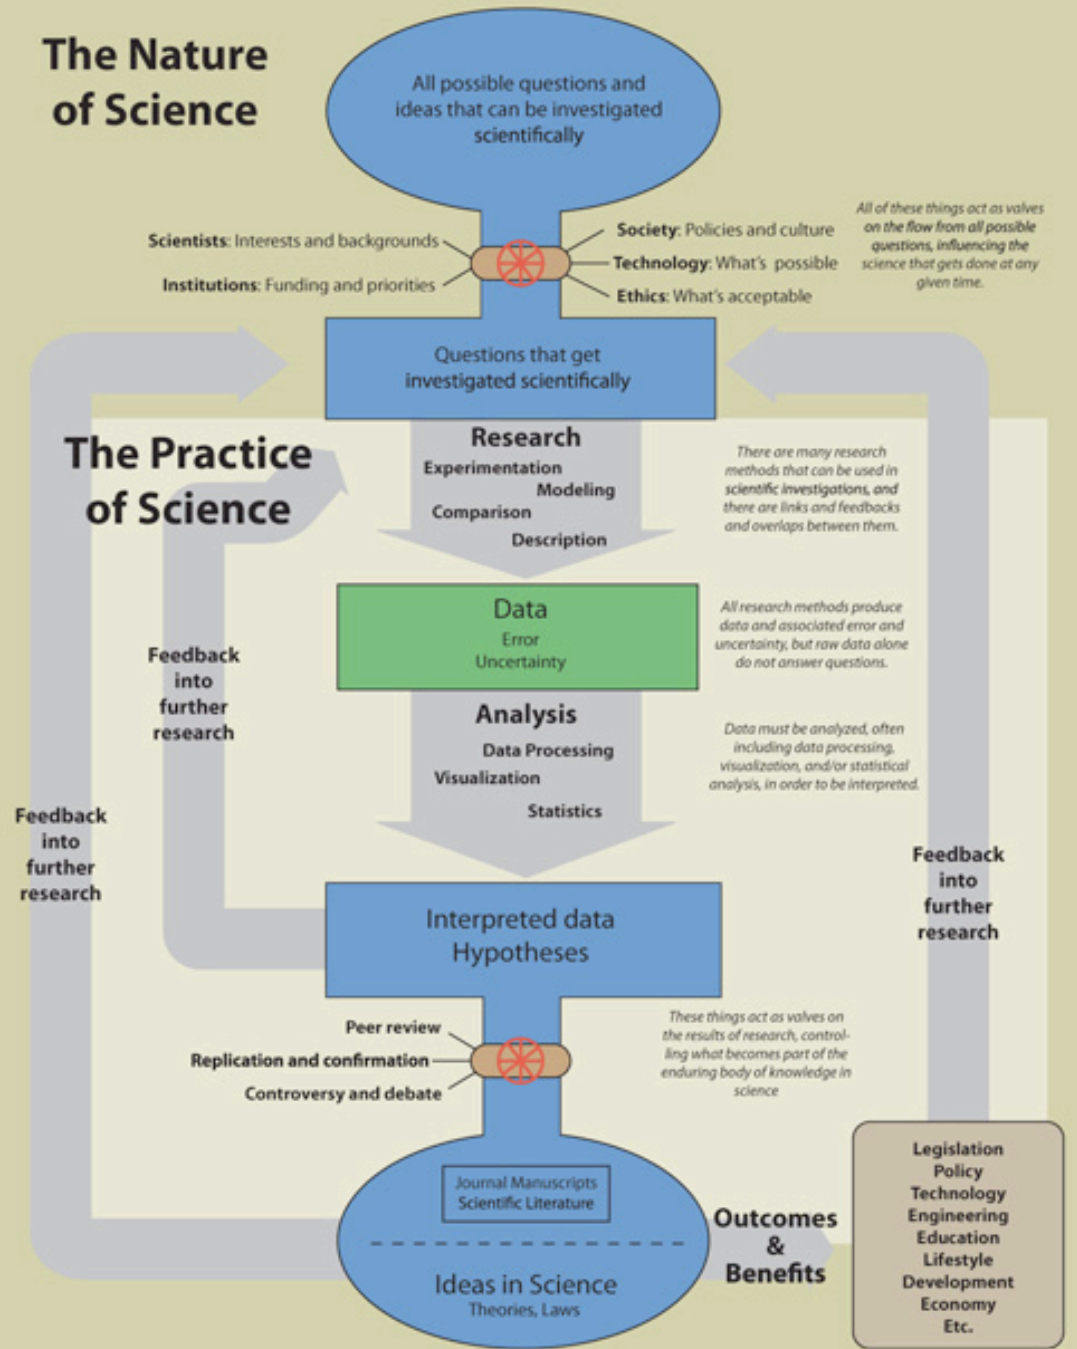 The Nature
of Science
All possible questions and
ideas that can be investigated
scientifically
Scientists: Interests and backgrounds
Institutions: Funding and priorities
Society: Policies and culture
Technology: What's possible
Ethics: What's acceptable
All of these things act as valves
on the flow from all possible
questions, influencing the
science that gets done at any
given time.
Questions that get
investigated scientifically
The Practice
of Science
Research
Experimentation
Modeling
Comparison
Description
There are many research
methods that can be used in
scientific investigations, and
there are links and feedbacks
and overlaps between them.
Data
Error
Uncertainty
All research methods produce
data and associated error and
uncertainty, but raw data alone
do not answer questions.
Feedback
into
further
research
Analysis
Data Processing
Visualization
Statistics
Data must be analyzed, often
including data processing,
visualization, and/or statistical
analysis, in order to be interpreted.
Feedback
into
further
research
Feedback
into
further
research
Interpreted data
Hypotheses
Peer review
Replication and confirmation
Controversy and debate
These things act as valves on
the results of research, control-
ling what becomes part of the
enduring body of knowledge in
science
Journal Manuscripts
Scientific Literature
Ideas in Science
Theories, Laws
Outcomes
&
Benefits
Legislation
Policy
Technology
Engineering
Education
Lifestyle
Development
Economy
Etc.